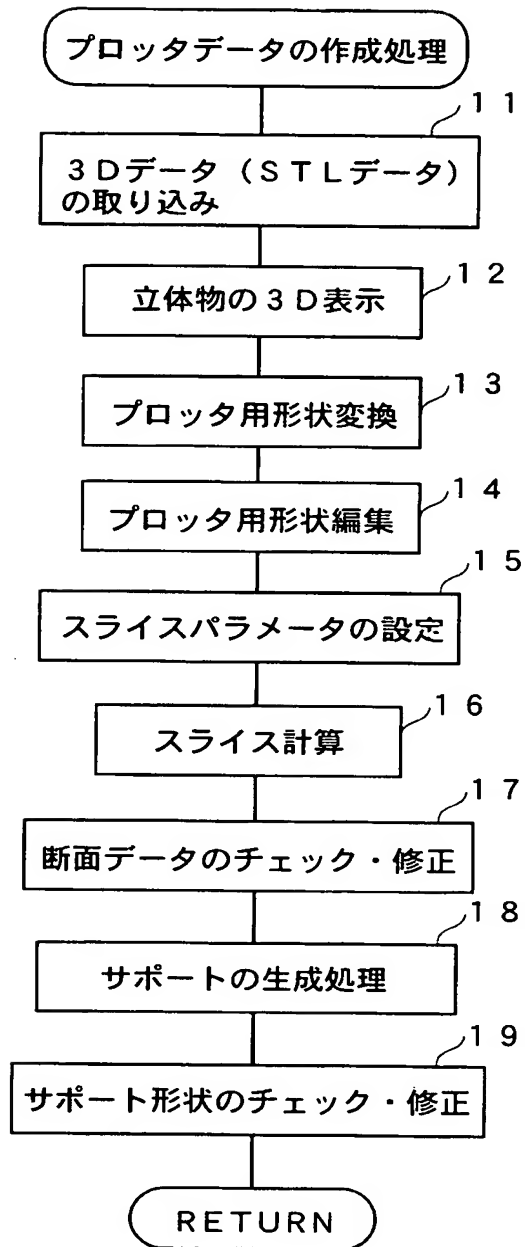 プロッタデータの作成処理
11
3Dデータ(STLデータ)
の取り込み
12
立体物の3D表示
13
プロッタ用形状変換
14
プロッタ用形状編集
15
スライスパラメータの設定
16
スライス計算
17
断面データのチェック・修正
18
サポートの生成処理
19
サポート形状のチェック・修正
RETURN